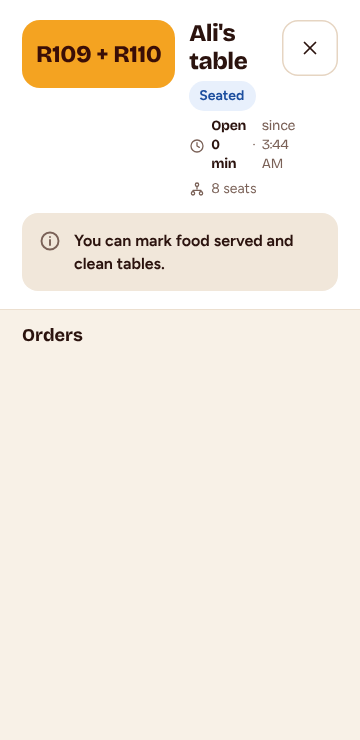 R109 + R110
Ali's
table
Seated
Open
0
min
·
since
3:44
AM
8 seats
You can mark food served and
clean tables.
Orders